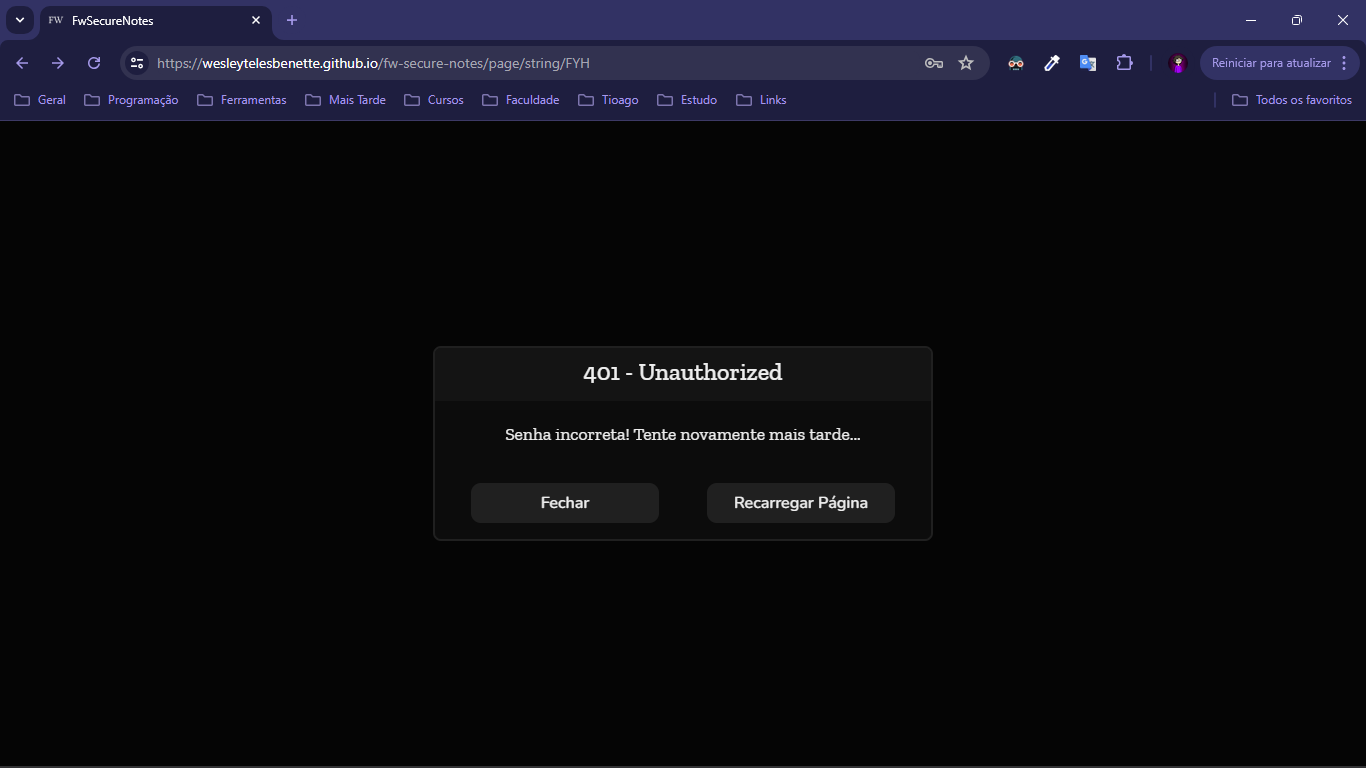 FW FwSecureNotes
https://wesleytelesbenette.github.io/fw-secure-notes/page/string/FYH
Reiniciar para atualizar
Geral Programação Ferramentas Mais Tarde Cursos Faculdade Tioago Estudo Links Todos os favoritos
401 - Unauthorized
Senha incorreta! Tente novamente mais tarde...
Fechar Recarregar Página